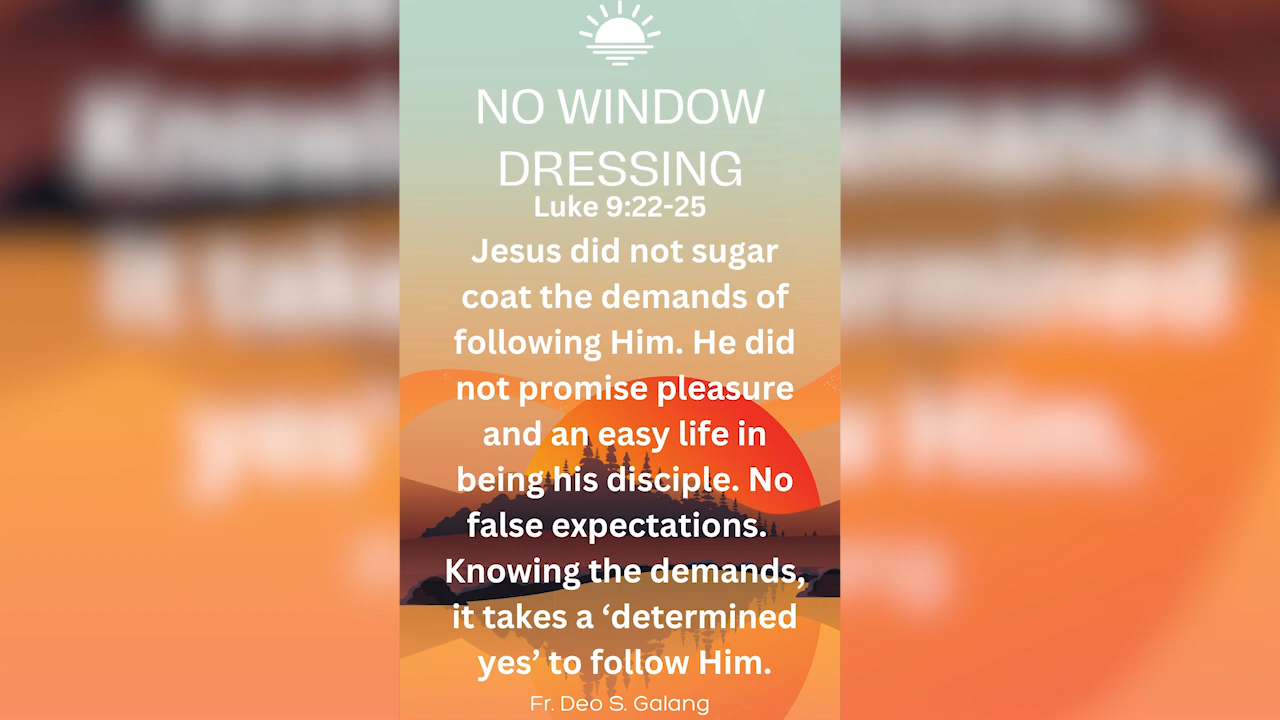 NO WINDOW
DRESSING
Luke 9:22-25
Jesus did not sugar
coat the demands of
following Him. He did
not promise pleasure
and an easy life in
being his disciple. No
false expectations.
Knowing the demands,
it takes a ‘determined
yes’ to follow Him.
Fr. Deo S. Galang